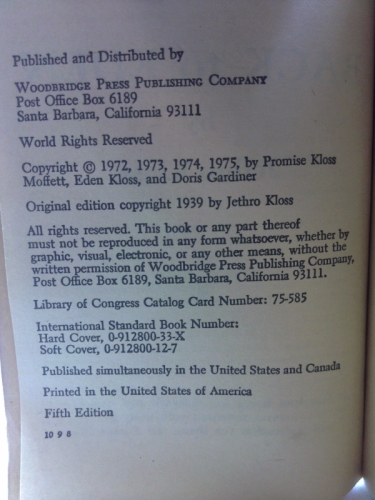 Published and Distributed by
WOODBRIDGE PRESS PUBLISHING COMPANY
Post Office Box 6189
Santa Barbara, California 93111
World Rights Reserved
Copyright © 1972, 1973, 1974, 1975, by Promise Kloss
Moffett, Eden Kloss, and Doris Gardiner
Original edition copyright 1939 by Jethro Kloss
All rights reserved. This book or any part thereof
must not be reproduced in any form whatsoever, whether by
graphic, visual, electronic, or any other means, without the
written permission of Woodbridge Press Publishing Company,
Post Office Box 6189, Santa Barbara, California 93111.
Library of Congress Catalog Card Number: 75-585
International Standard Book Number:
Hard Cover, 0-912800-33-X
Soft Cover, 0-912800-12-7
Published simultaneously in the United States and Canada
Printed in the United States of America
Fifth Edition
10 9 8